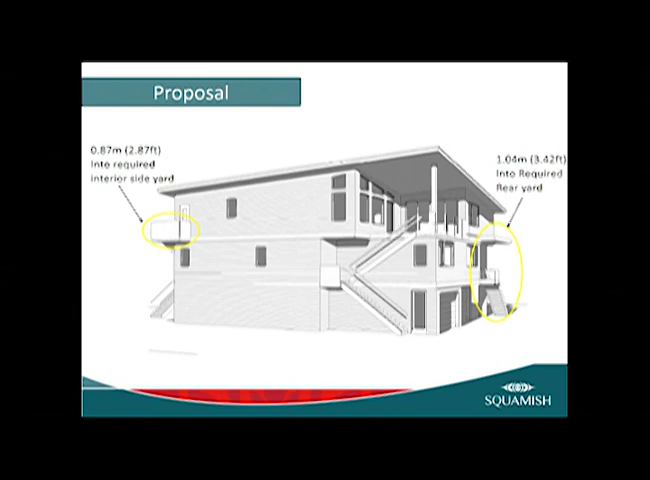 Proposal
0.87m (2.87ft)
Into required
Interior side yard
1.04m (3.42ft)
Into Required
Rear yard
SQUAMISH